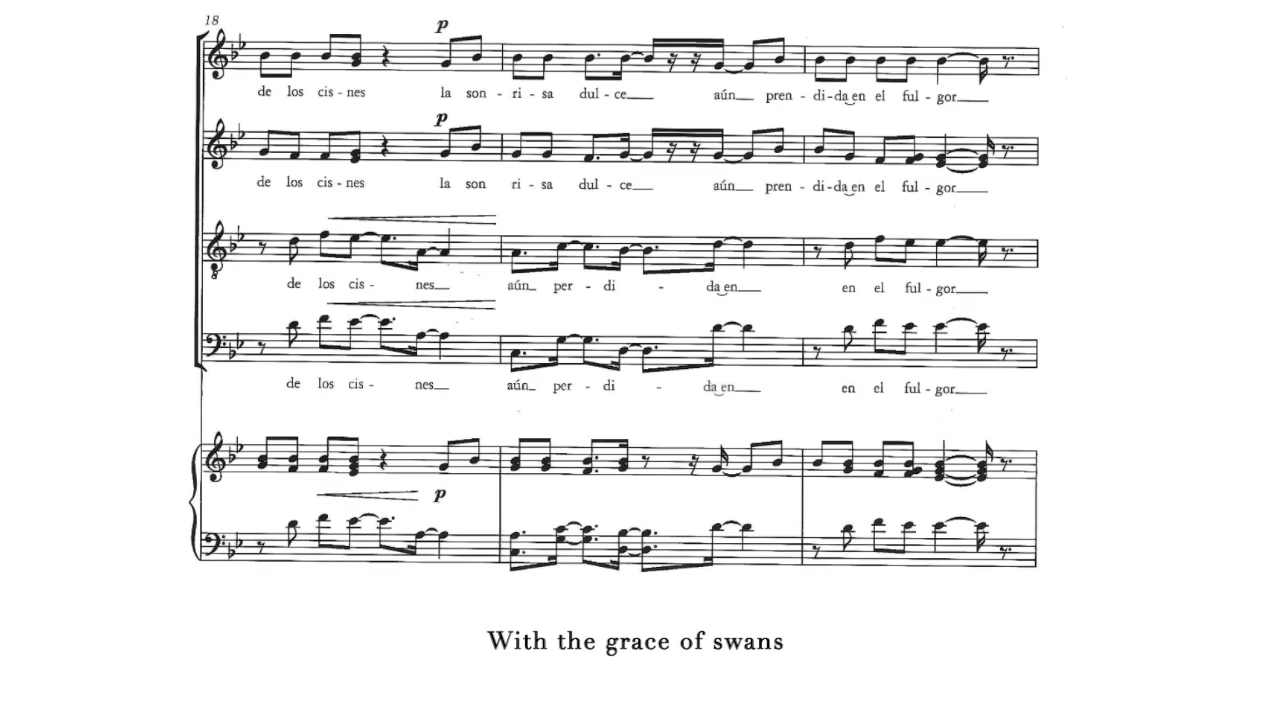 18
p
de los cis - nes la son - ri - sa dul - ce aún pren - di - da en el ful - gor
p
de los cis - nes la son ri - sa dul - ce aún pren - di - da en el ful - gor
de los cis - nes aún per - di - da en en el ful - gor
de los cis - nes aún per - di - da en en el ful - gor
p
With the grace of swans